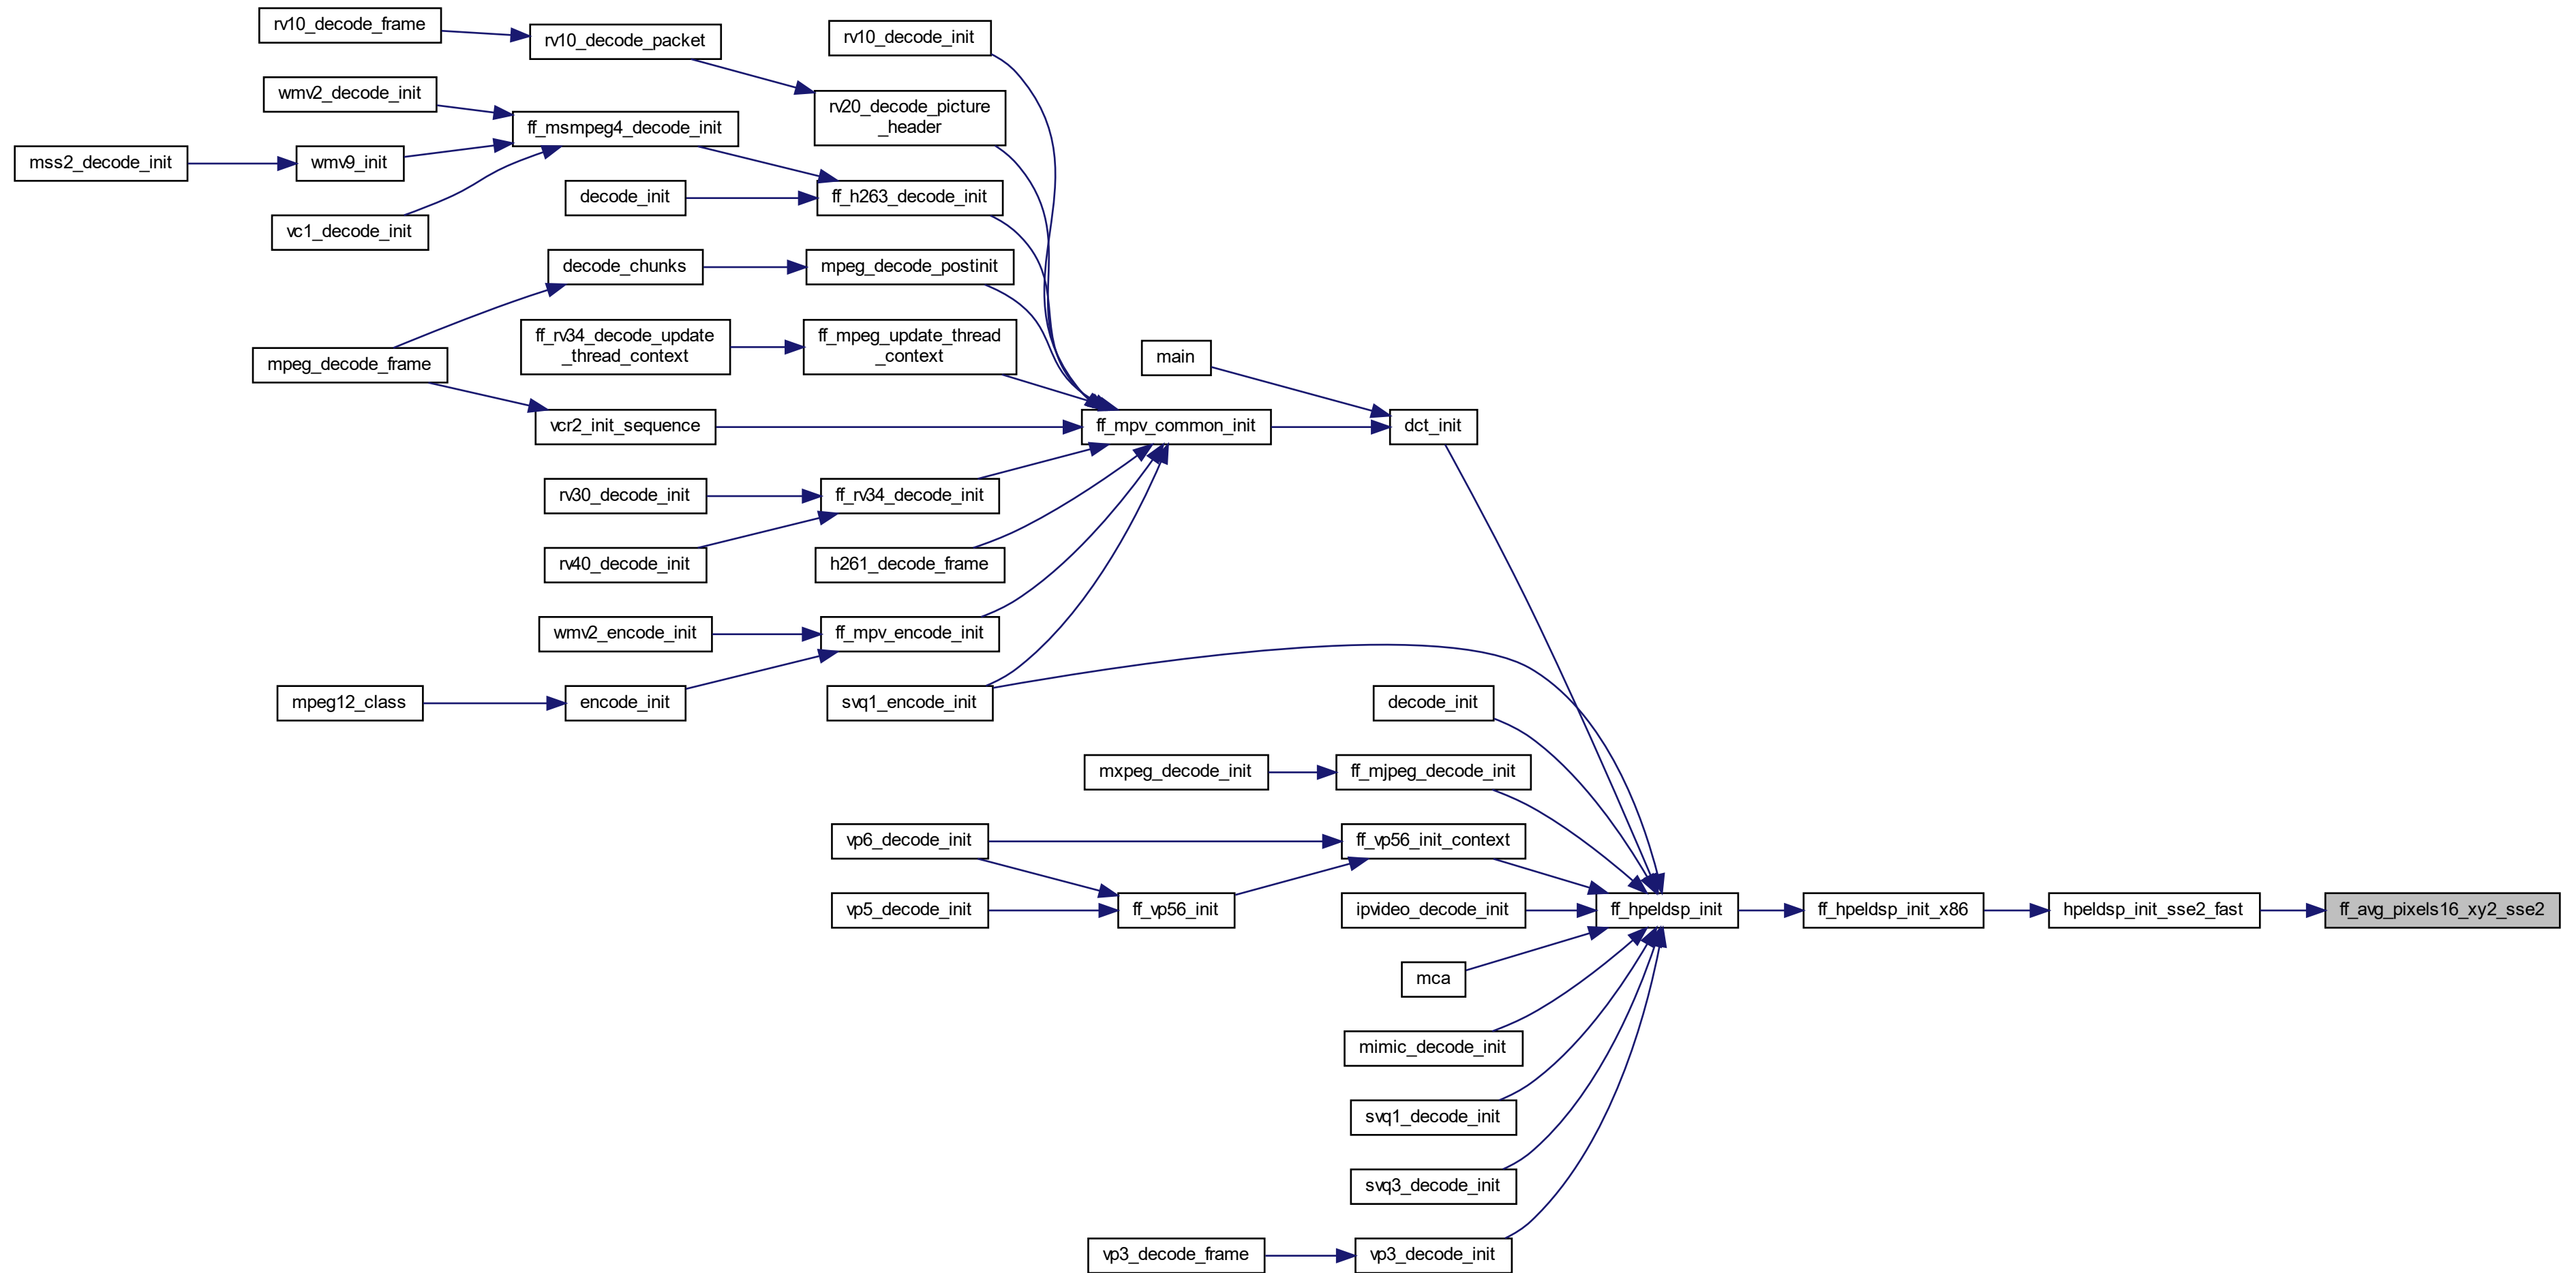 rv10_decode_frame
rv10_decode_packet
rv10_decode_init
wmv2_decode_init
rv20_decode_picture
_header
ff_msmpeg4_decode_init
mss2_decode_init
wmv9_init
decode_init
ff_h263_decode_init
vc1_decode_init
decode_chunks
mpeg_decode_postinit
ff_rv34_decode_update
_thread_context
ff_mpeg_update_thread
_context
main
mpeg_decode_frame
vcr2_init_sequence
ff_mpv_common_init
dct_init
rv30_decode_init
ff_rv34_decode_init
rv40_decode_init
h261_decode_frame
wmv2_encode_init
ff_mpv_encode_init
mpeg12_class
encode_init
svq1_encode_init
decode_init
mxpeg_decode_init
ff_mjpeg_decode_init
vp6_decode_init
ff_vp56_init_context
vp5_decode_init
ff_vp56_init
ipvideo_decode_init
ff_hpeldsp_init
ff_hpeldsp_init_x86
hpeldsp_init_sse2_fast
ff_avg_pixels16_xy2_sse2
mca
mimic_decode_init
svq1_decode_init
svq3_decode_init
vp3_decode_frame
vp3_decode_init